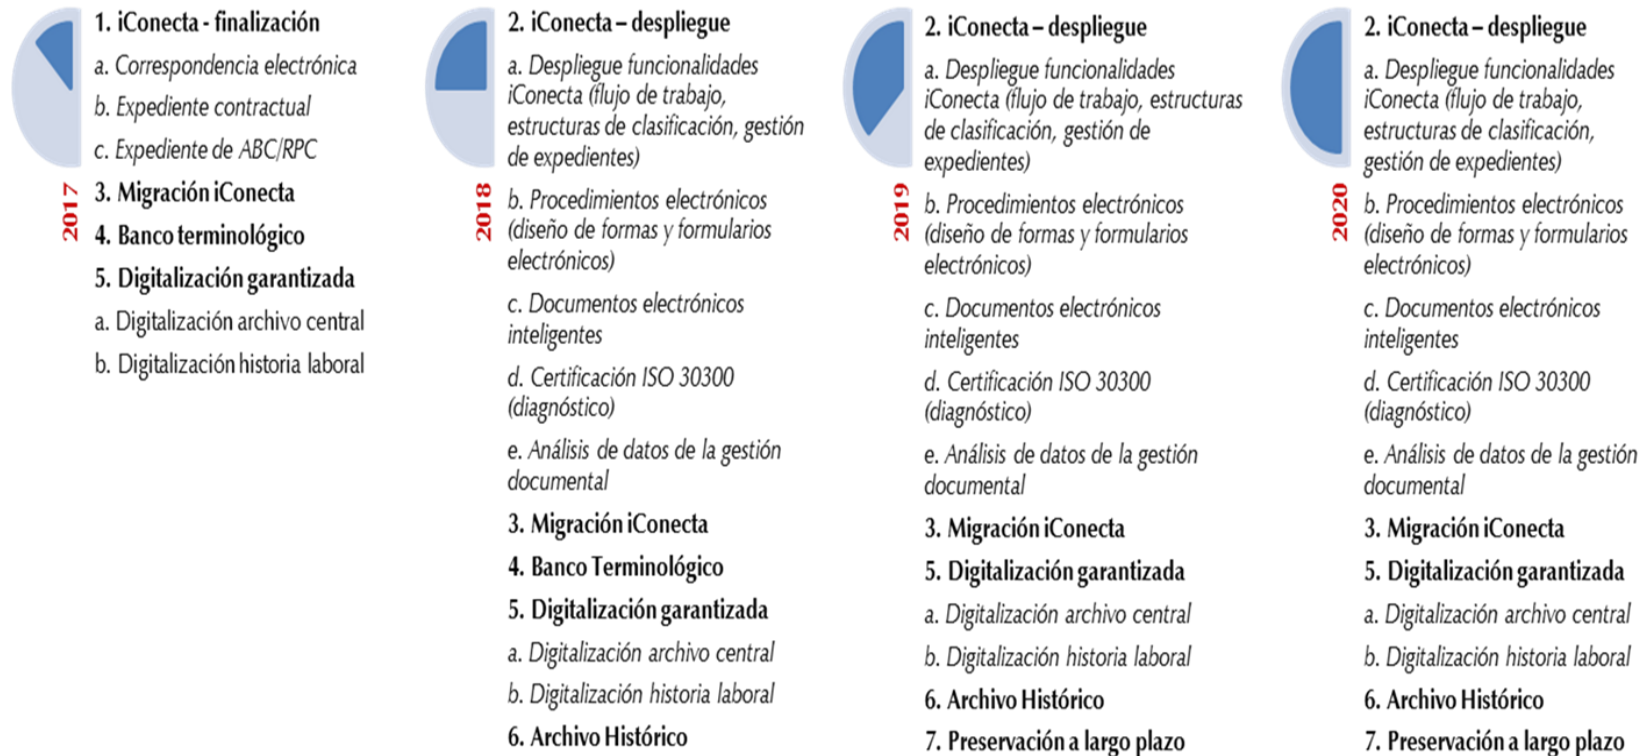 1. iConecta - finalización
a. Correspondencia electrónica
b. Expediente contractual
c. Expediente de ABC/RPC
3. Migración iConecta
4. Banco terminológico
5. Digitalización garantizada
a. Digitalización archivo central
b. Digitalización historia laboral
2017
2. iConecta – despliegue
a. Despliegue funcionalidades
iConecta (flujo de trabajo,
estructuras de clasificación, gestión
de expedientes)
b. Procedimientos electrónicos
(diseño de formas y formularios
electrónicos)
c. Documentos electrónicos
inteligentes
d. Certificación ISO 30300
(diagnóstico)
e. Análisis de datos de la gestión
documental
3. Migración iConecta
4. Banco Terminológico
5. Digitalización garantizada
a. Digitalización archivo central
b. Digitalización historia laboral
6. Archivo Histórico
2018
2. iConecta – despliegue
a. Despliegue funcionalidades
iConecta (flujo de trabajo, estructuras
de clasificación, gestión de
expedientes)
b. Procedimientos electrónicos
(diseño de formas y formularios
electrónicos)
c. Documentos electrónicos
inteligentes
d. Certificación ISO 30300
(diagnóstico)
e. Análisis de datos de la gestión
documental
3. Migración iConecta
5. Digitalización garantizada
a. Digitalización archivo central
b. Digitalización historia laboral
6. Archivo Histórico
7. Preservación a largo plazo
2019
2. iConecta – despliegue
a. Despliegue funcionalidades
iConecta (flujo de trabajo,
estructuras de clasificación,
gestión de expedientes)
b. Procedimientos electrónicos
(diseño de formas y formularios
electrónicos)
c. Documentos electrónicos
inteligentes
d. Certificación ISO 30300
(diagnóstico)
e. Análisis de datos de la gestión
documental
3. Migración iConecta
5. Digitalización garantizada
a. Digitalización archivo central
b. Digitalización historia laboral
6. Archivo Histórico
7. Preservación a largo plazo
2020